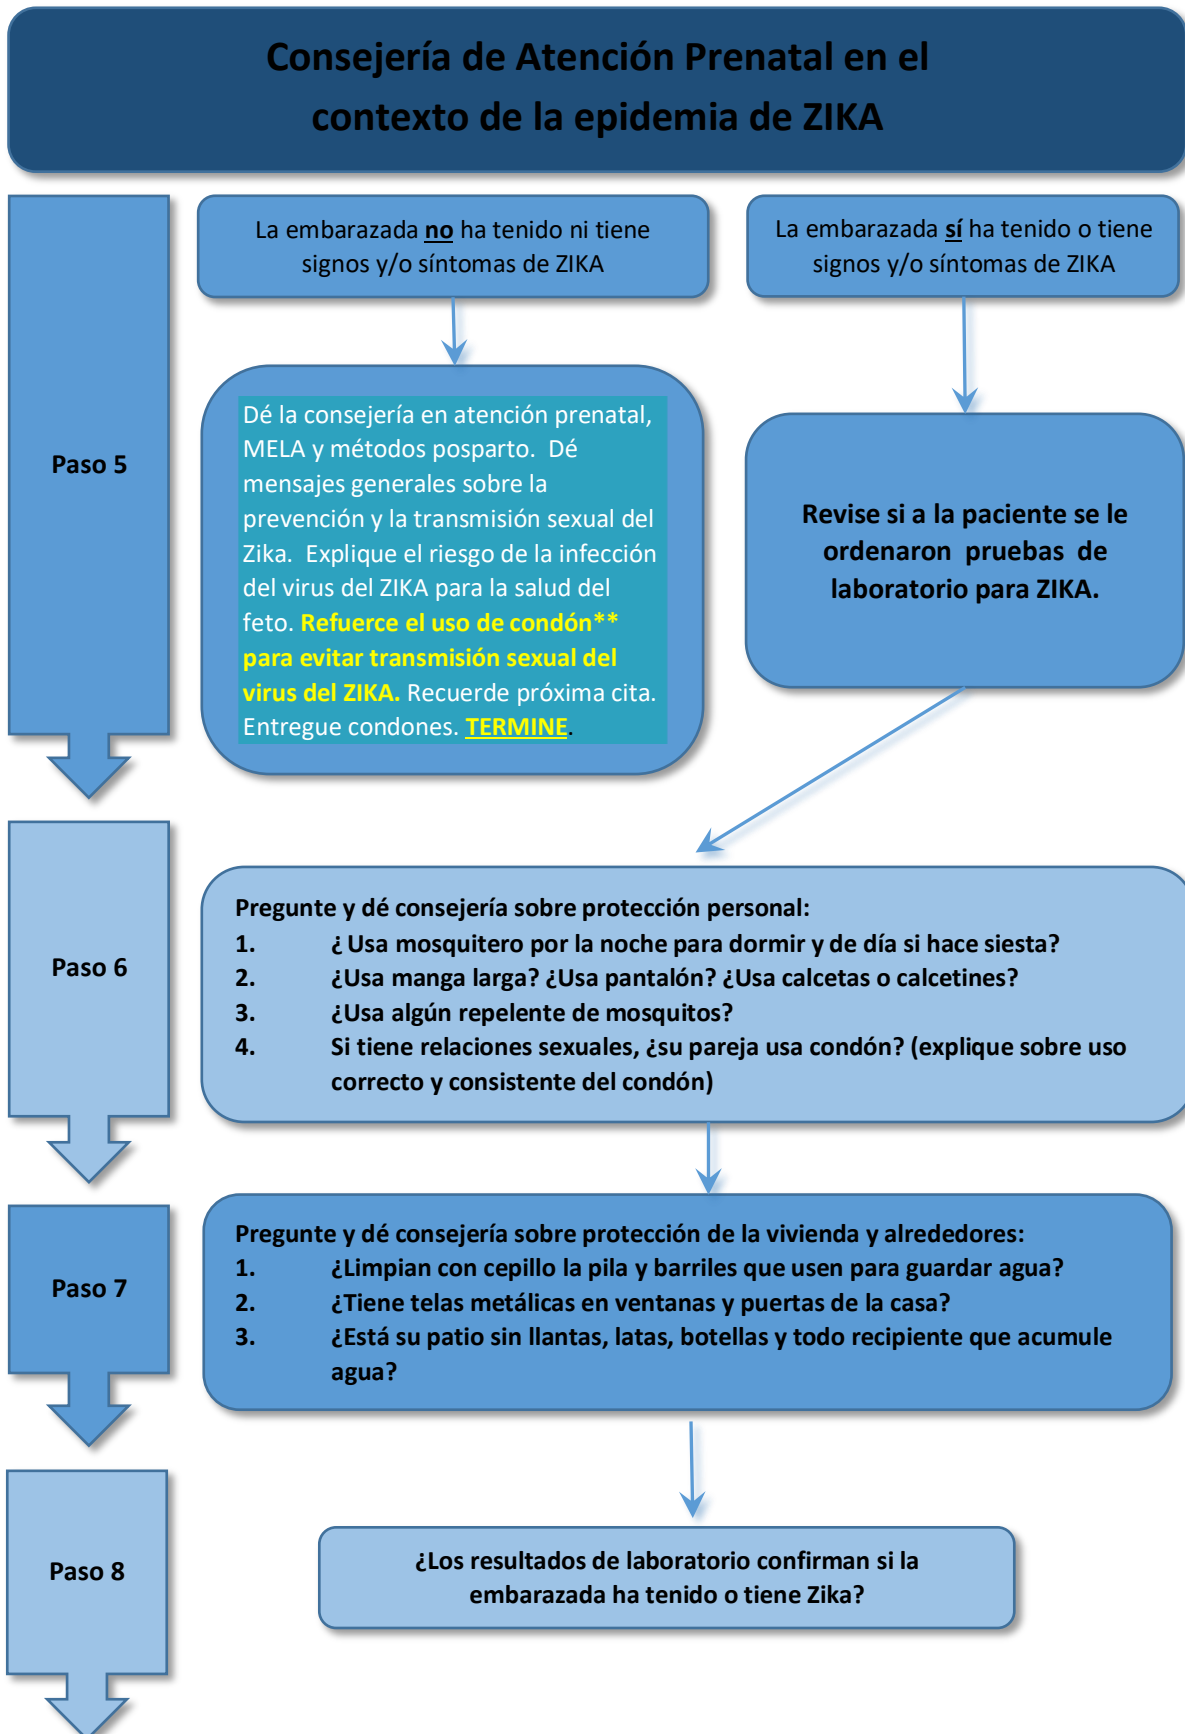 Consejería de Atención Prenatal en el
contexto de la epidemia de ZIKA
Paso 5
La embarazada no ha tenido ni tiene
signos y/o síntomas de ZIKA
La embarazada sí ha tenido o tiene
signos y/o síntomas de ZIKA
Dé la consejería en atención prenatal,
MELA y métodos posparto.  Dé
mensajes generales sobre la
prevención y la transmisión sexual del
Zika.  Explique el riesgo de la infección
del virus del ZIKA para la salud del
feto. Refuerce el uso de condón**
para evitar transmisión sexual del
virus del ZIKA. Recuerde próxima cita.
Entregue condones. TERMINE.
Revise si a la paciente se le
ordenaron  pruebas  de
laboratorio para ZIKA.
Paso 6
Pregunte y dé consejería sobre protección personal:
1. ¿ Usa mosquitero por la noche para dormir y de día si hace siesta?
2. ¿Usa manga larga? ¿Usa pantalón? ¿Usa calcetas o calcetines?
3. ¿Usa algún repelente de mosquitos?
4. Si tiene relaciones sexuales, ¿su pareja usa condón? (explique sobre uso
correcto y consistente del condón)
Paso 7
Pregunte y dé consejería sobre protección de la vivienda y alrededores:
1. ¿Limpian con cepillo la pila y barriles que usen para guardar agua?
2. ¿Tiene telas metálicas en ventanas y puertas de la casa?
3. ¿Está su patio sin llantas, latas, botellas y todo recipiente que acumule
agua?
Paso 8
¿Los resultados de laboratorio confirman si la
embarazada ha tenido o tiene Zika?